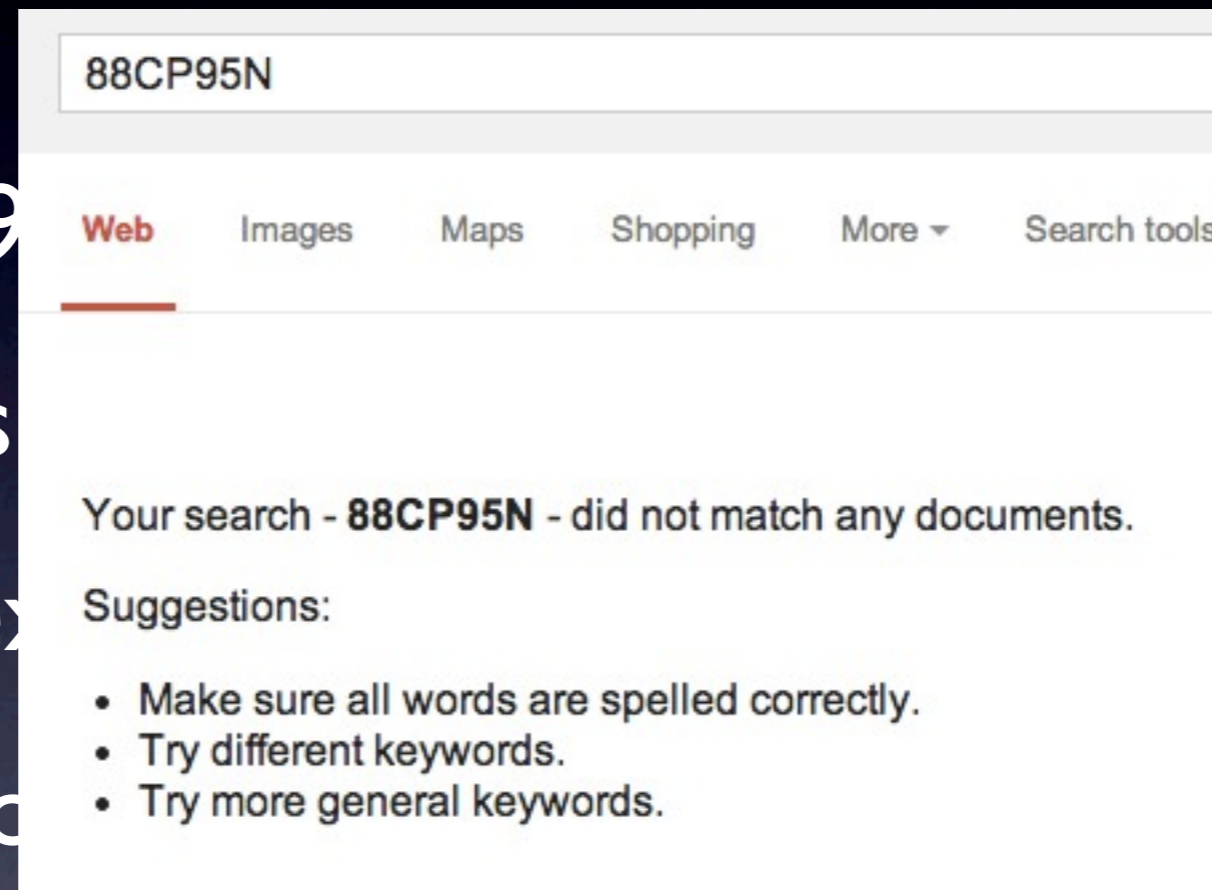 88CP95N
Web Images Maps Shopping More Search tools
Your search - 88CP95N - did not match any documents.
Suggestions:
• Make sure all words are spelled correctly.
• Try different keywords.
• Try more general keywords.